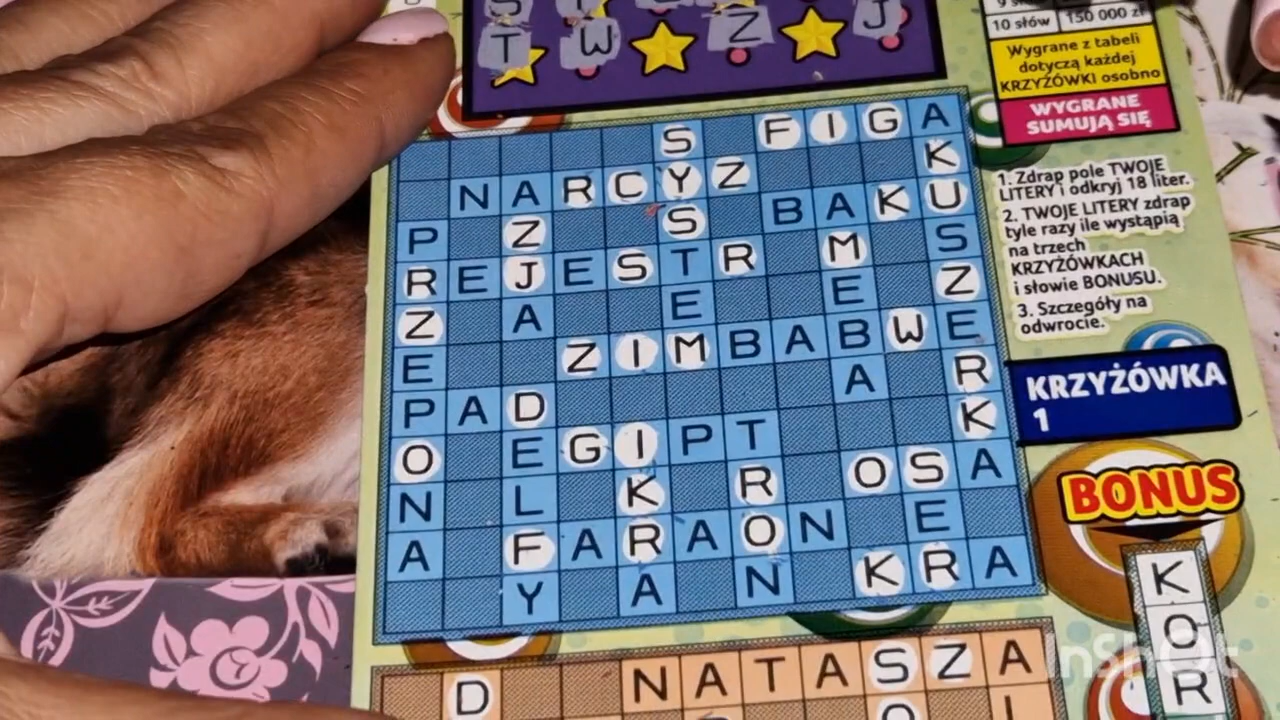 T W Z J
10 słów 150 000 zł
Wygrane z tabeli
dotyczą każdej
KRZYŻÓWKI osobno
WYGRANE
SUMUJĄ SIĘ
1. Zdrap pole TWOJE
LITERY i odkryj 18 liter.
2. TWOJE LITERY zdrap
tyle razy ile wystąpią
na trzech
KRZYŻÓWKACH
i słowie BONUSU.
3. Szczegóły na
odwrocie.
S F I G A
N A R C Y Z K
P Z S B A K U
R E J E S T R M S
Z A E E Z
E Z I M B A B W E
P A D A R
O E G I P T K
N L K R O S A
A F A R A O N E
Y A N K R A
KRZYŻÓWKA
1
BONUS
K
O
R
D N A T A S Z A
InShOt